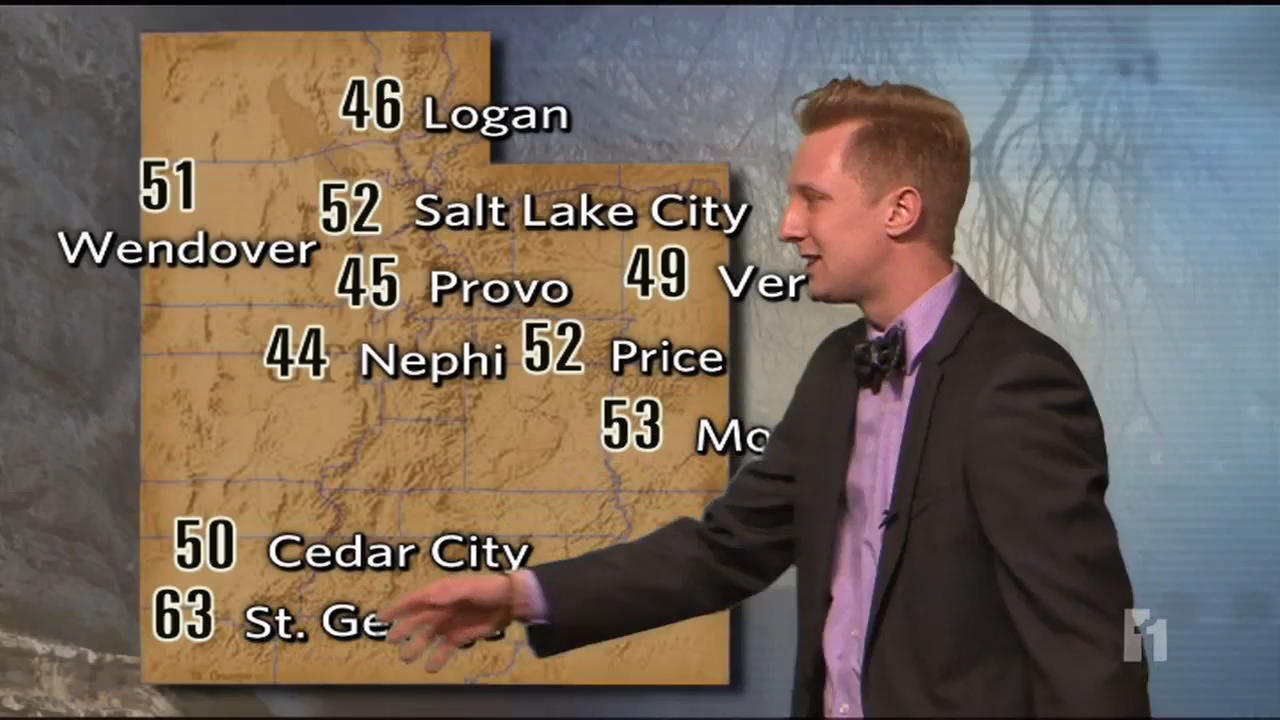 46 Logan
51
Wendover
52 Salt Lake City
45 Provo
49 Ver
44 Nephi
52 Price
53 Mo
50 Cedar City
63 St. Ge
11